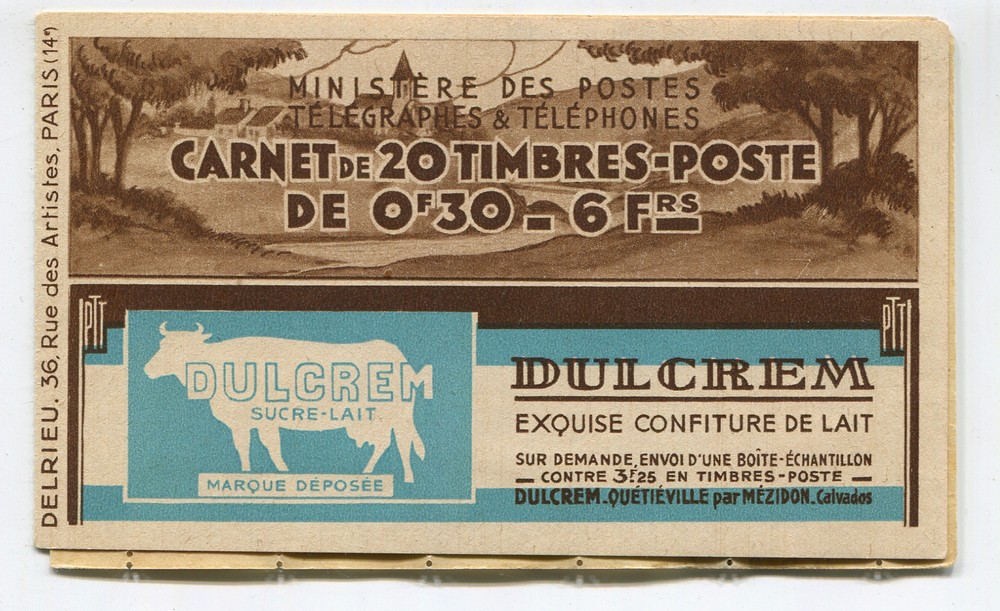 DELRIEU. 36, Rue des Artistes, PARIS (14e)
MINISTÈRE DES POSTES
TÉLÉGRAPHES & TÉLÉPHONES
CARNET DE 20 TIMBRES-POSTE
DE 0F30 - 6 FRS
PTT
PTT
DULCREM
SUCRE-LAIT
MARQUE DÉPOSÉE
DULCREM
EXQUISE CONFITURE DE LAIT
SUR DEMANDE, ENVOI D'UNE BOÎTE-ÉCHANTILLON
CONTRE 3F25 EN TIMBRES-POSTE
DULCREM-QUÉTIÉVILLE par MÉZIDON-Calvados